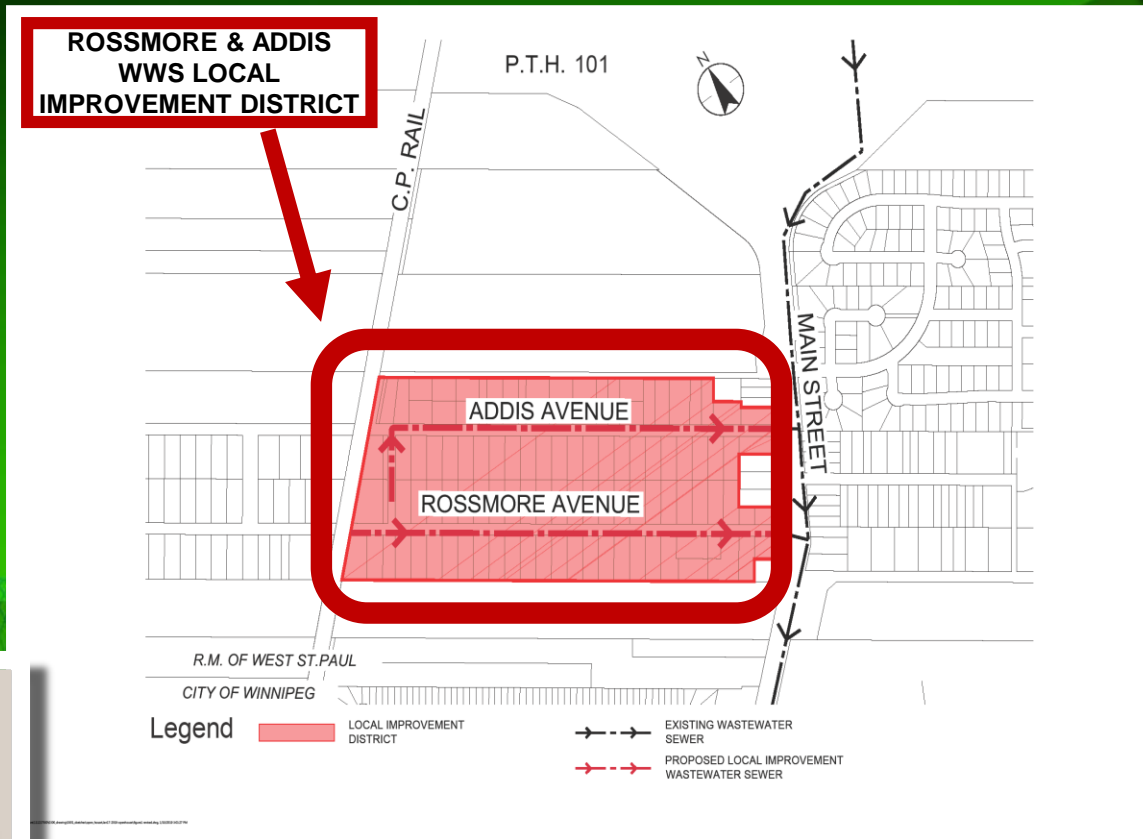 ROSSMORE & ADDIS
WWS LOCAL
IMPROVEMENT DISTRICT
P.T.H. 101
N
C.P. RAIL
MAIN STREET
ADDIS AVENUE
ROSSMORE AVENUE
R.M. OF WEST ST.PAUL
CITY OF WINNIPEG
Legend
LOCAL IMPROVEMENT
DISTRICT
EXISTING WASTEWATER
SEWER
PROPOSED LOCAL IMPROVEMENT
WASTEWATER SEWER